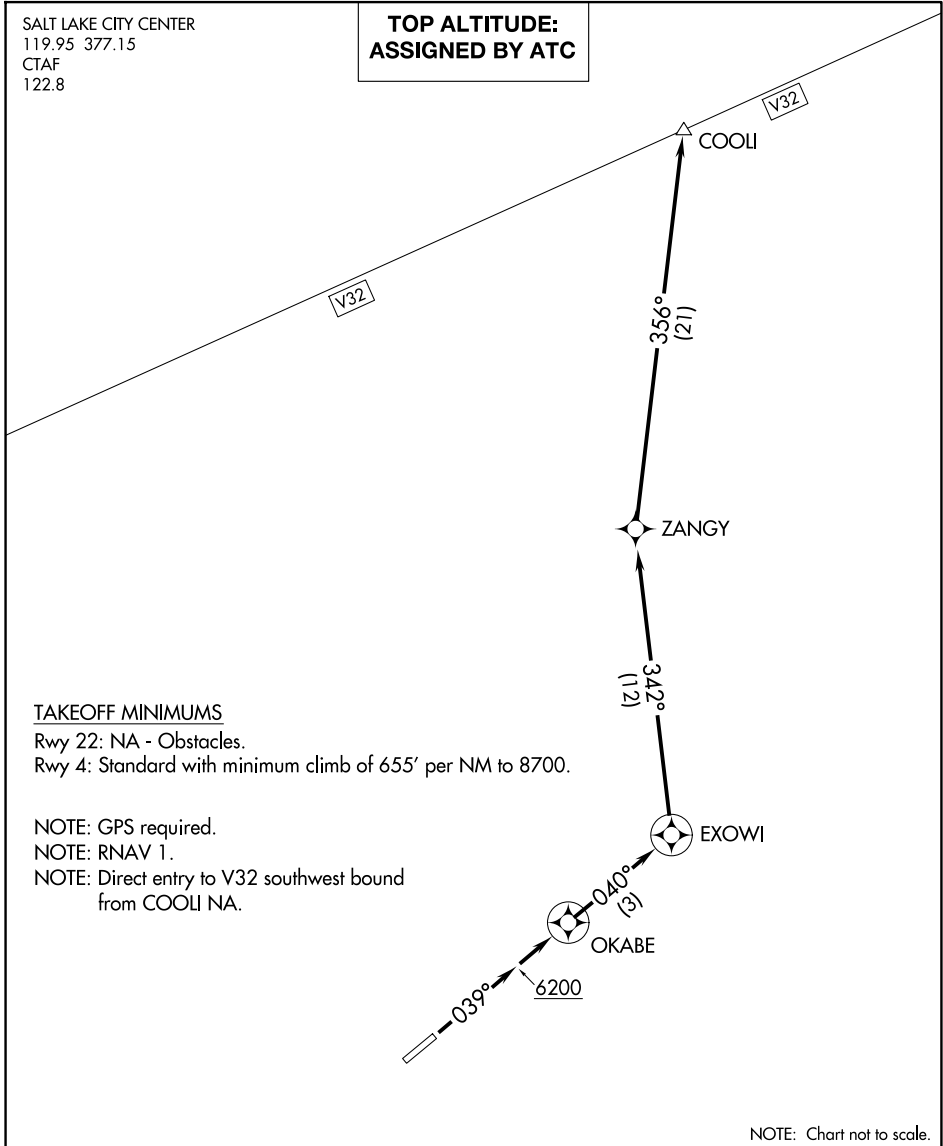 SALT LAKE CITY CENTER
119.95 377.15
CTAF
122.8
TOP ALTITUDE:
ASSIGNED BY ATC
V32
COOLI
V32
356°
(21)
ZANGY
342°
(12)
TAKEOFF MINIMUMS
Rwy 22: NA - Obstacles.
Rwy 4: Standard with minimum climb of 655' per NM to 8700.
NOTE: GPS required.
NOTE: RNAV 1.
NOTE: Direct entry to V32 southwest bound
from COOLI NA.
EXOWI
040°
(3)
OKABE
6200
039°
NOTE: Chart not to scale.